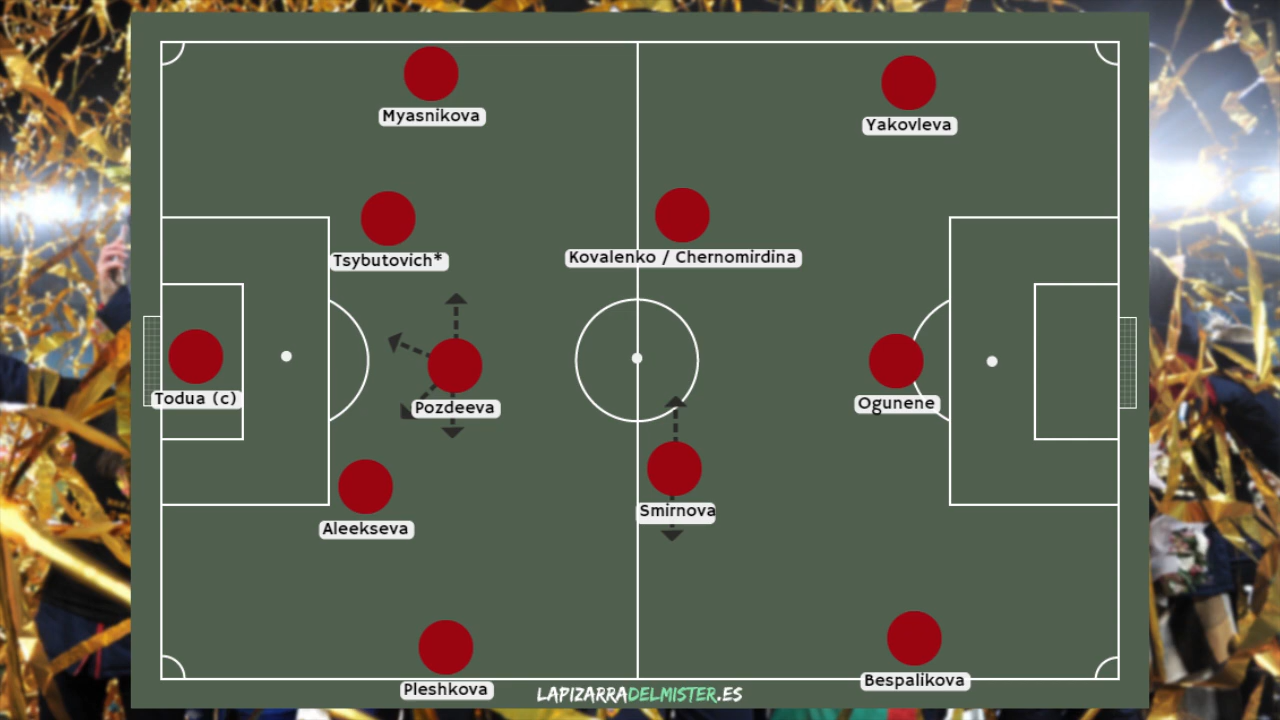 Myasnikova
Yakovleva
Tsybutovich*
Kovalenko / Chernomirdina
Todua (c)
Pozdeeva
Ogunene
Aleekseva
Smirnova
Pleshkova
Bespalikova
LAPIZARRADELMISTER.ES